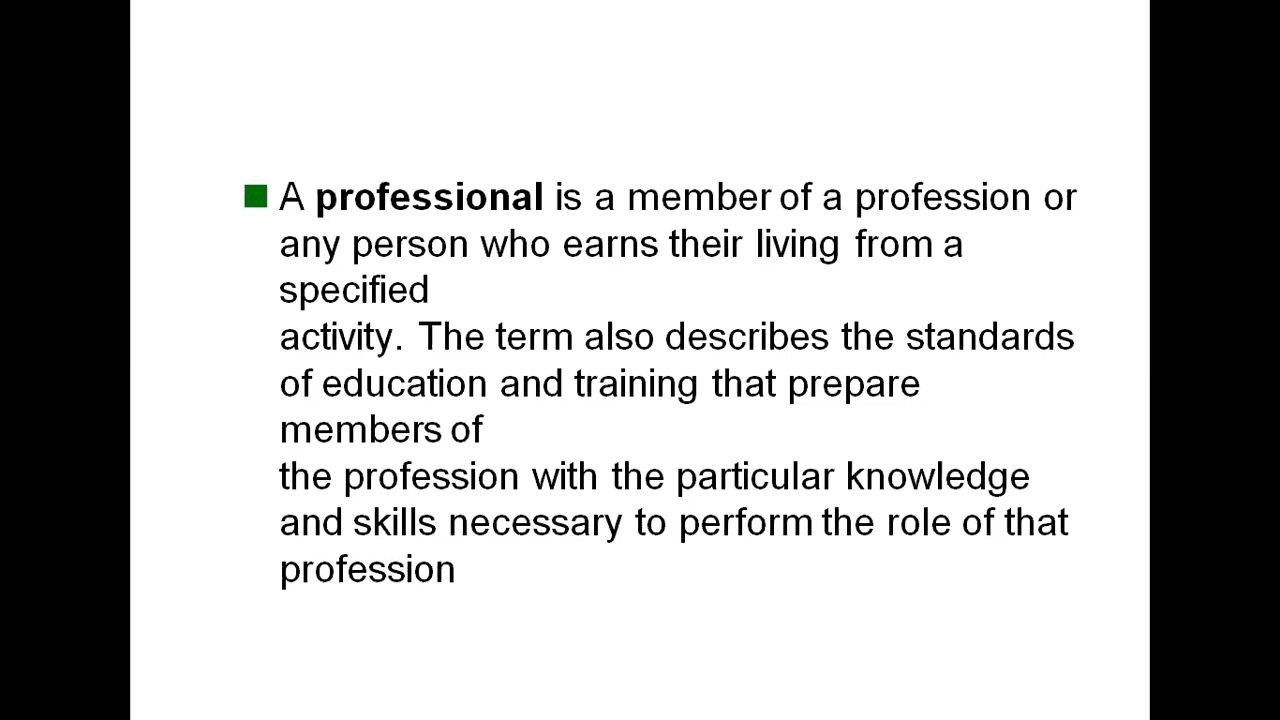 A professional is a member of a profession or
any person who earns their living from a
specified
activity. The term also describes the standards
of education and training that prepare
members of
the profession with the particular knowledge
and skills necessary to perform the role of that
profession